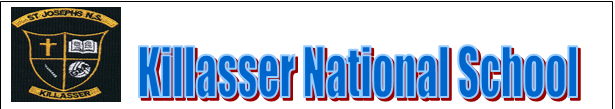 ST JOSEPHS N.S.
KILLASSER
Killasser National School